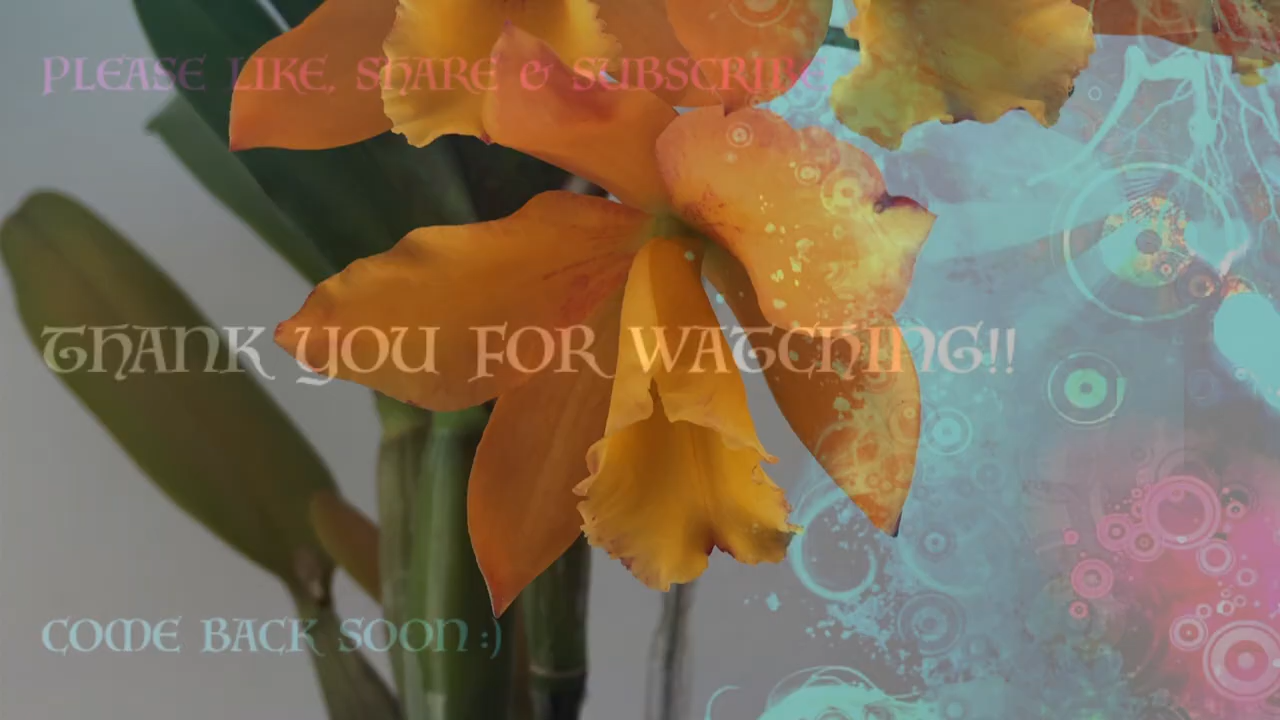 PLEASE LIKE, SHARE & SUBSCRIBE
THANK YOU FOR WATCHING!!
COME BACK SOON :)